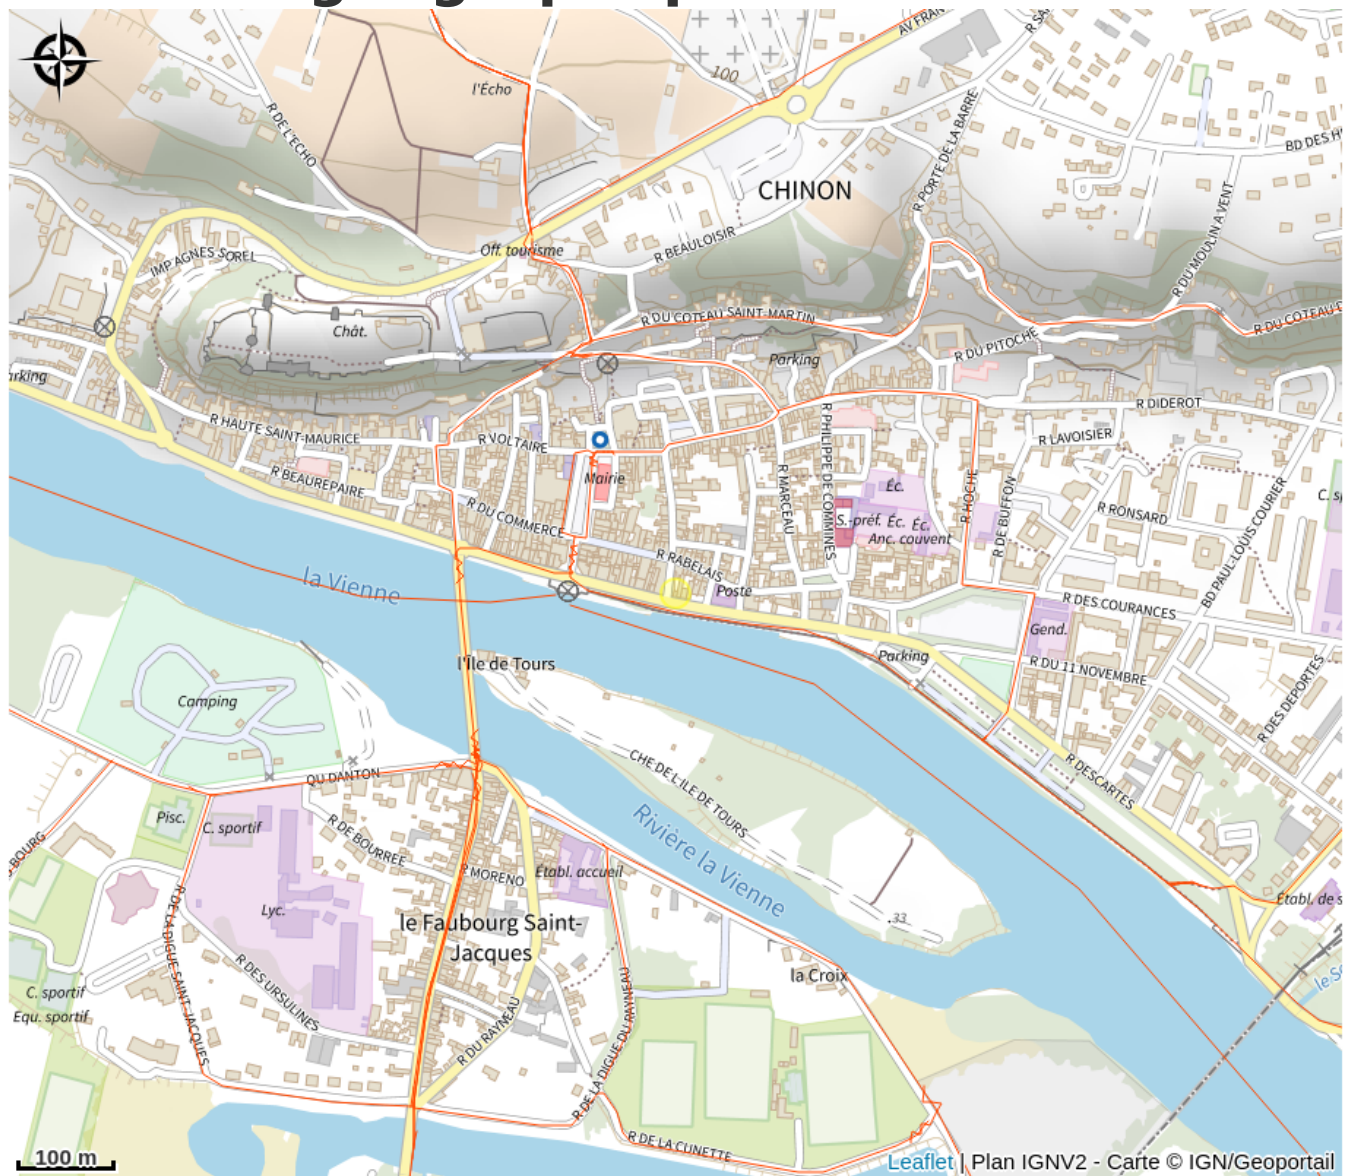 AV FRAN
R SA
100
l'Écho
R DE L'ECHO
R PORTE DE LA BARRE
BD DES H
CHINON
R DU MOULIN A VENT
Off. tourisme
R BEAULOISIR
IMP AGNES SOREL
R DU COTEAU SAINT-MARTIN
R DU COTEAU D
Chât.
R DU PITOCHE
Parking
arking
R DIDEROT
R HAUTE SAINT-MAURICE
R VOLTAIRE
R PHILIPPE DE COMMINES
R LAVOISIER
R BEAUREPAIRE
Mairie
R MARCEAU
Éc.
R HOCHE
R DE BUFFON
C. s
R DU COMMERCE
S.-préf.
Éc.
Éc.
R RONSARD
BD PAUL-LOUIS COURIER
Anc. couvent
R RABELAIS
la Vienne
Poste
R DES COURANCES
Gend.
l'Île de Tours
Parking
R DU 11 NOVEMBRE
Camping
R DES DEPORTES
CHE DE L'ILE DE TOURS
QU DANTON
R DESCARTES
Pisc.
C. sportif
R DE BOURREE
Rivière la Vienne
-BOURG
R MORENO
Établ. accueil
Établ. de s
R DE LA DIGUE SAINT-JACQUES
Lyc.
le Faubourg Saint-
Jacques
.33
R DES URSULINES
la Croix
le S
C. sportif
Equ. sportif
R DU RAYNEAU
R DE LA DIGUE DU RAYNEAU
R DE LA CUNETTE
100 m
Leaflet | Plan IGNV2 - Carte © IGN/Geoportail